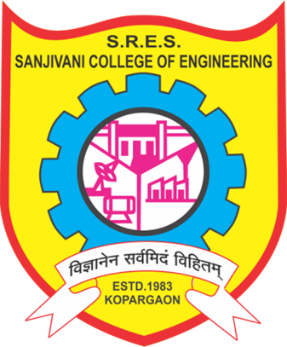 S.R.E.S.
SANJIVANI COLLEGE OF ENGINEERING
विज्ञानेन सर्वमिदं विहितम्
ESTD.1983
KOPARGAON